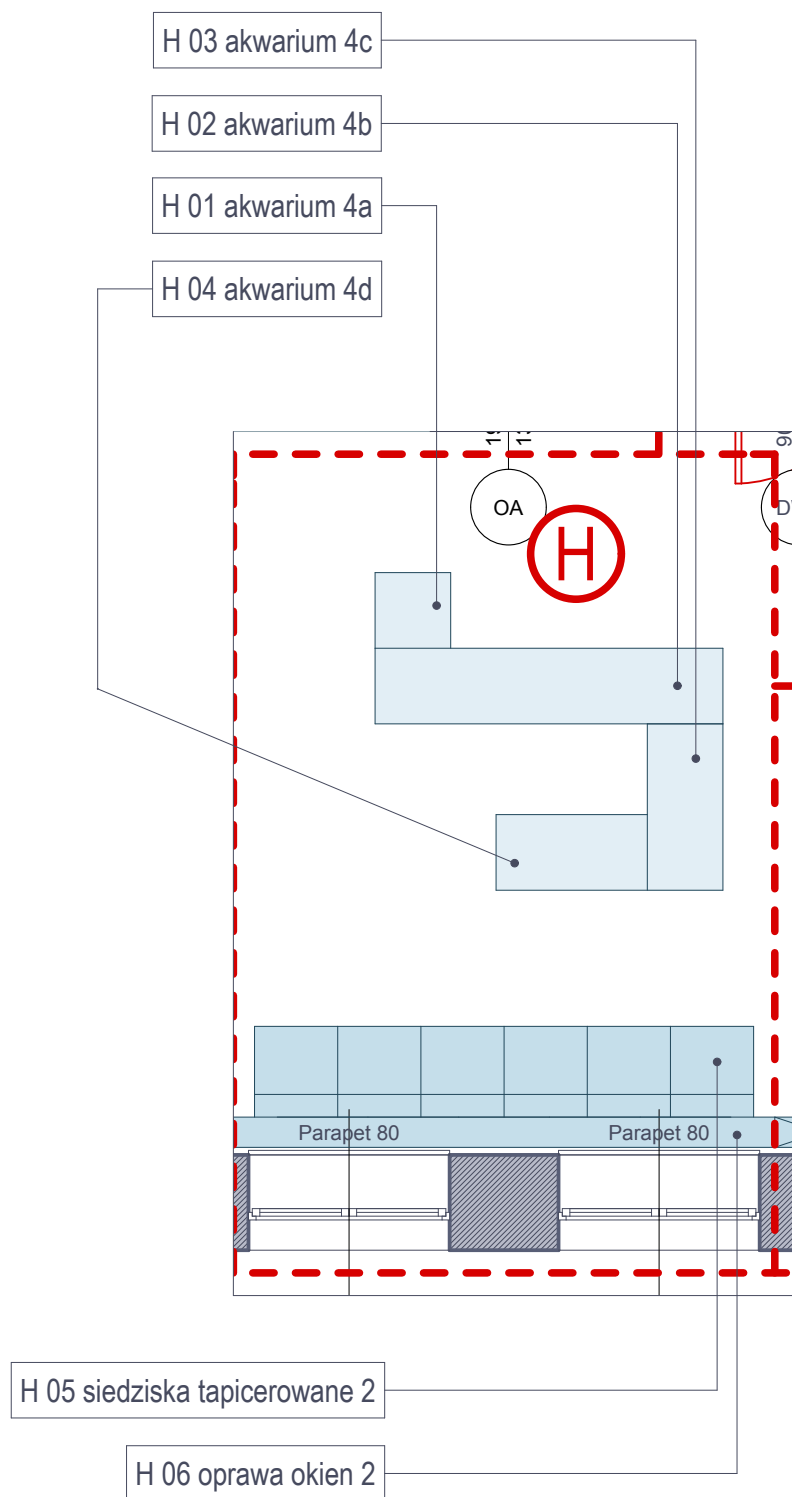 H 03 akwarium 4c
H 02 akwarium 4b
H 01 akwarium 4a
H 04 akwarium 4d
OA
H
Parapet 80
Parapet 80
H 05 siedziska tapicerowane 2
H 06 oprawa okien 2